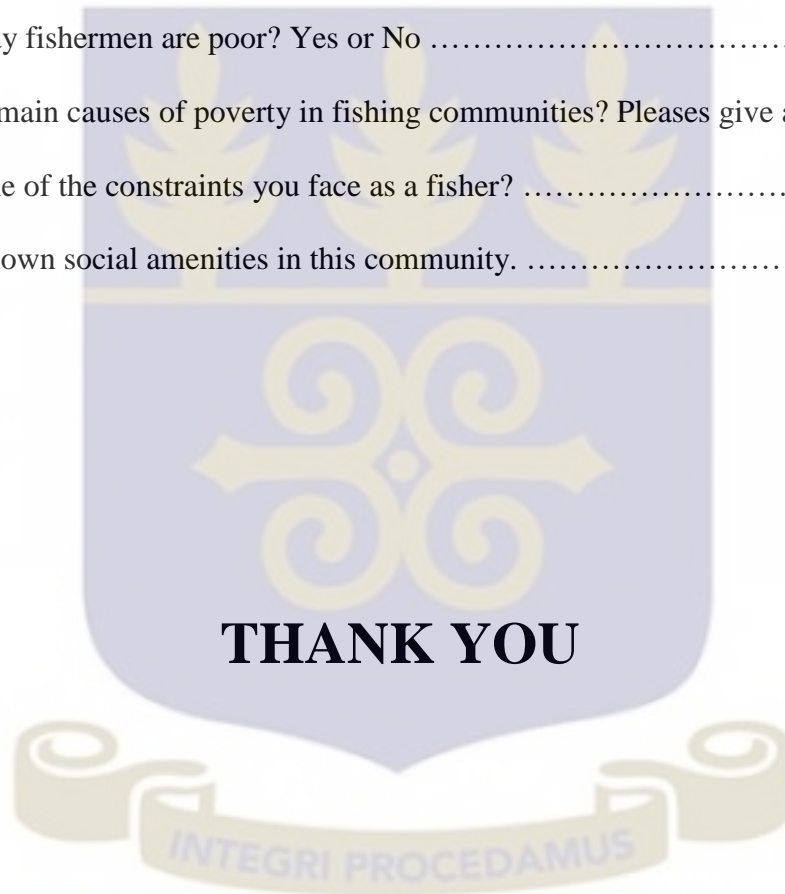 y fishermen are poor? Yes or No ……………………………
main causes of poverty in fishing communities? Pleases give a
e of the constraints you face as a fisher? ……………………
own social amenities in this community. ……………………
THANK YOU
INTEGRI PROCEDAMUS